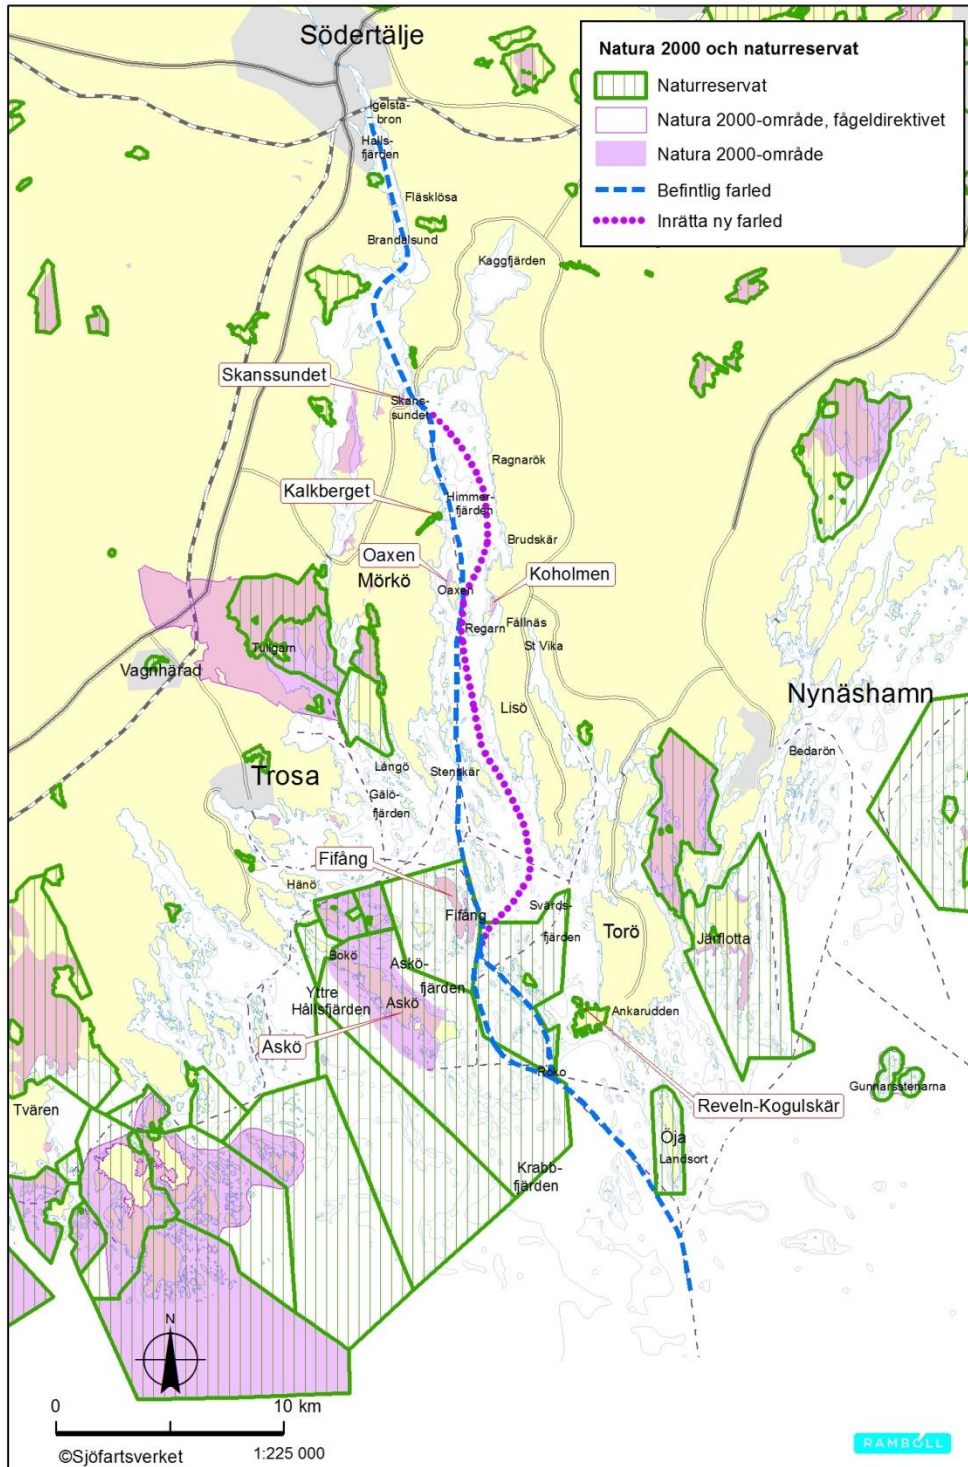 Södertälje
Natura 2000 och naturreservat
Naturreservat
Natura 2000-område, fågeldirektivet
Natura 2000-område
Befintlig farled
Inrätta ny farled
Igelsta-
bron
Halls-
fjärden
Fläsklösa
Brandalsund
Kaggfjärden
Skanssundet
Skans-
sundet
Ragnarök
Kalkberget
Himmer-
fjärden
Brudskär
Oaxen
Mörkö
Koholmen
Oaxen
Regarn
Fållnäs
St Vika
Tullgarn
Vagnhärad
Nynäshamn
Lisö
Bedarön
Trosa
Långö
Stenskär
Gälö-
fjärden
Fifång
Hånö
Fifång
Svärds-
fjärden
Torö
Järflotta
Bokö
Askö-
fjärden
Yttre
Hållsfjärden
Askö
Ankarudden
Askö
Röko
Gunnarsstenarna
Reveln-Kogulskär
Tvären
Öja
Landsort
Krabb-
fjärden
N
0 10 km
©Sjöfartsverket 1:225 000
RAMBOLL